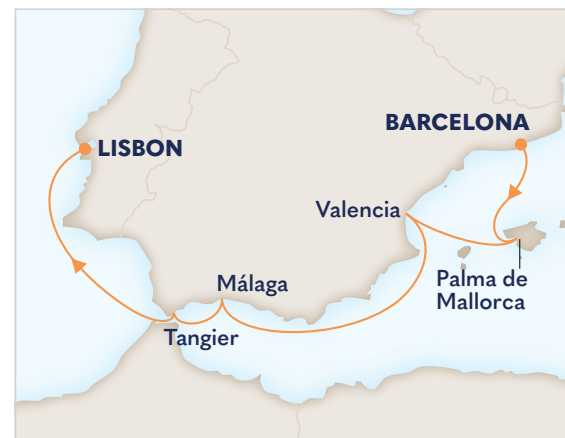 BARCELONA
LISBON
Valencia
Málaga
Palma de
Mallorca
Tangier